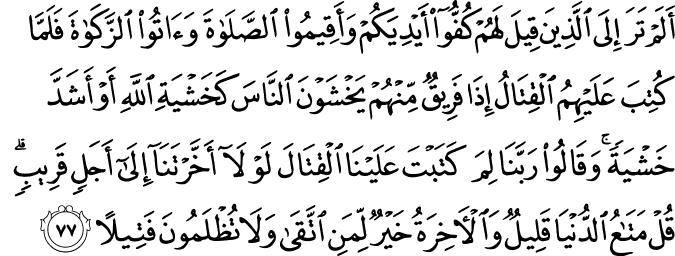 أَلَمْ تَرَ إِلَى ٱلَّذِينَ قِيلَ لَهُمْ كُفُّوٓا۟ أَيْدِيَكُمْ وَأَقِيمُوا۟ ٱلصَّلَوٰةَ وَءَاتُوا۟ ٱلزَّكَوٰةَ فَلَمَّا
كُتِبَ عَلَيْهِمُ ٱلْقِتَالُ إِذَا فَرِيقٌ مِّنْهُمْ يَخْشَوْنَ ٱلنَّاسَ كَخَشْيَةِ ٱللَّهِ أَوْ أَشَدَّ
خَشْيَةً ۚ وَقَالُوا۟ رَبَّنَا لِمَ كَتَبْتَ عَلَيْنَا ٱلْقِتَالَ لَوْلَآ أَخَّرْتَنَآ إِلَىٰٓ أَجَلٍ قَرِيبٍ ۗ
قُلْ مَتَـٰعُ ٱلدُّنْيَا قَلِيلٌ وَٱلْـَٔاخِرَةُ خَيْرٌ لِّمَنِ ٱتَّقَىٰ وَلَا تُظْلَمُونَ فَتِيلًا ٧٧